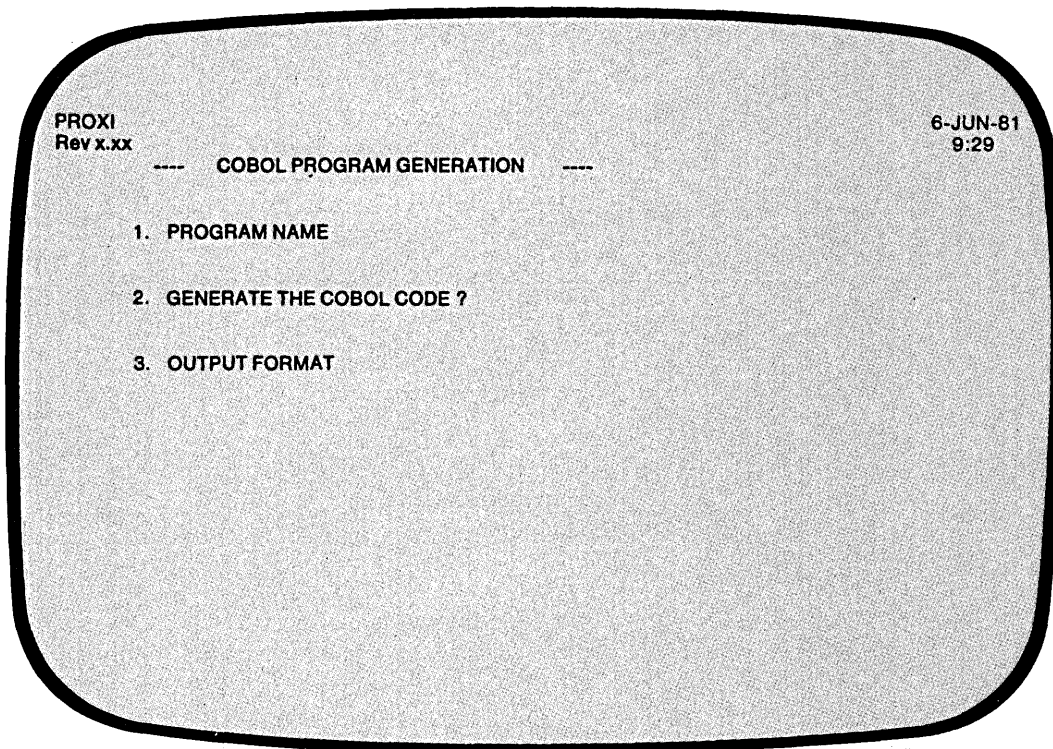 PROXI 6-JUN-81
Rev x.xx 9:29
---- COBOL PROGRAM GENERATION ----
1. PROGRAM NAME
2. GENERATE THE COBOL CODE ?
3. OUTPUT FORMAT